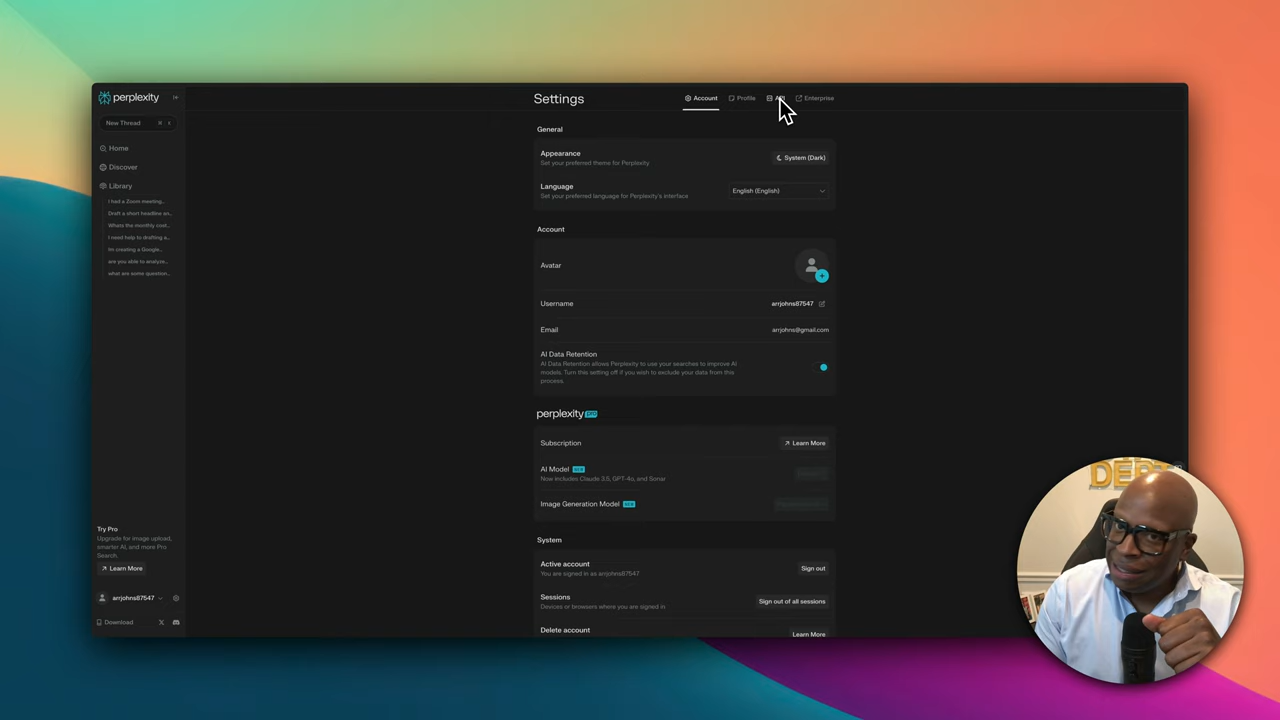 perplexity
New Thread
K
Home
Discover
Library
I had a Zoom meeting...
Draft a short headline an...
Whats the monthly cost...
I need help to drafting a...
Im creating a Google...
are you able to analyze...
what are some question...
Try Pro
Upgrade for image upload,
smarter AI, and more Pro
Search.
Learn More
arrjohns87547
Download
Settings
Account
Profile
Enterprise
General
Appearance
Set your preferred theme for Perplexity
System (Dark)
Language
Set your preferred language for Perplexity's interface
English (English)
Account
Avatar
Username
arrjohns87547
Email
arrjohns@gmail.com
AI Data Retention
AI Data Retention allows Perplexity to use your searches to improve AI
models. Turn this setting off if you wish to exclude your data from this
process.
perplexity pro
Subscription
Learn More
AI Model NEW
Now includes Claude 3.5, GPT-4o, and Sonar
Image Generation Model NEW
System
Active account
You are signed in as arrjohns87547
Sign out
Sessions
Devices or browsers where you are signed in
Sign out of all sessions
Delete account
Learn More